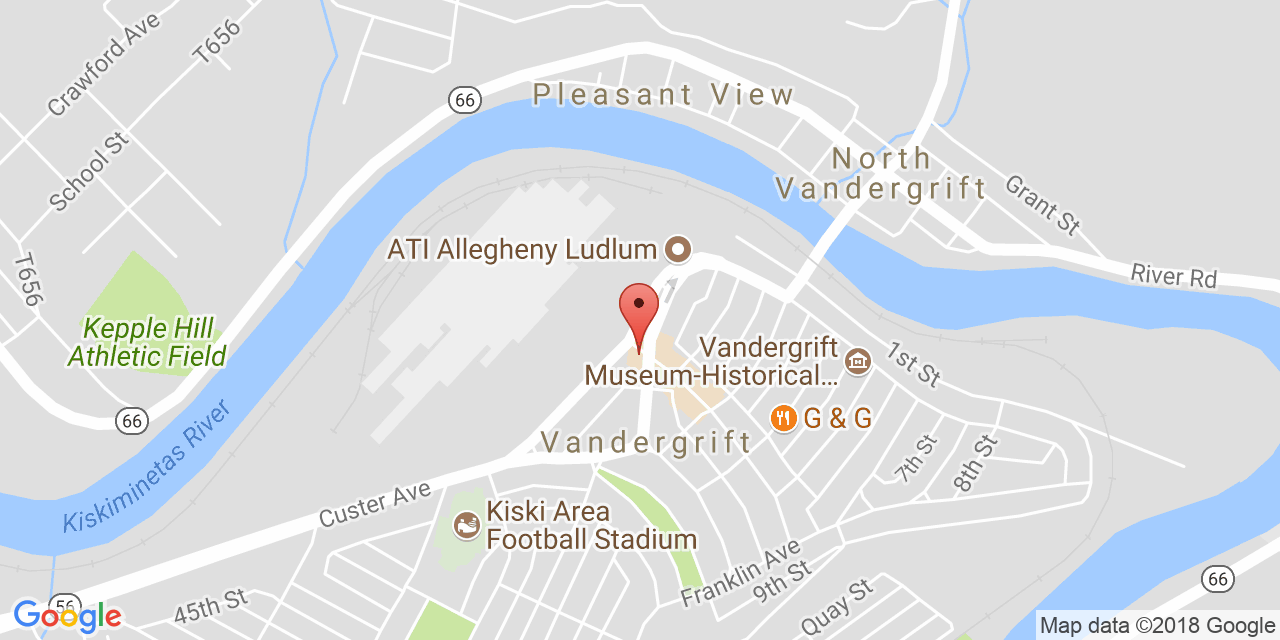 Crawford Ave
T656
66
Pleasant View
School St
North
Vandergrift
Grant St
ATI Allegheny Ludlum
River Rd
T656
Kepple Hill
Athletic Field
Vandergrift
Museum-Historical...
1st St
66
G & G
Kiskiminetas River
Vandergrift
7th St
8th St
Custer Ave
Kiski Area
Football Stadium
Franklin Ave
9th St
66
Quay St
45th St
56
Google
Map data ©2018 Google